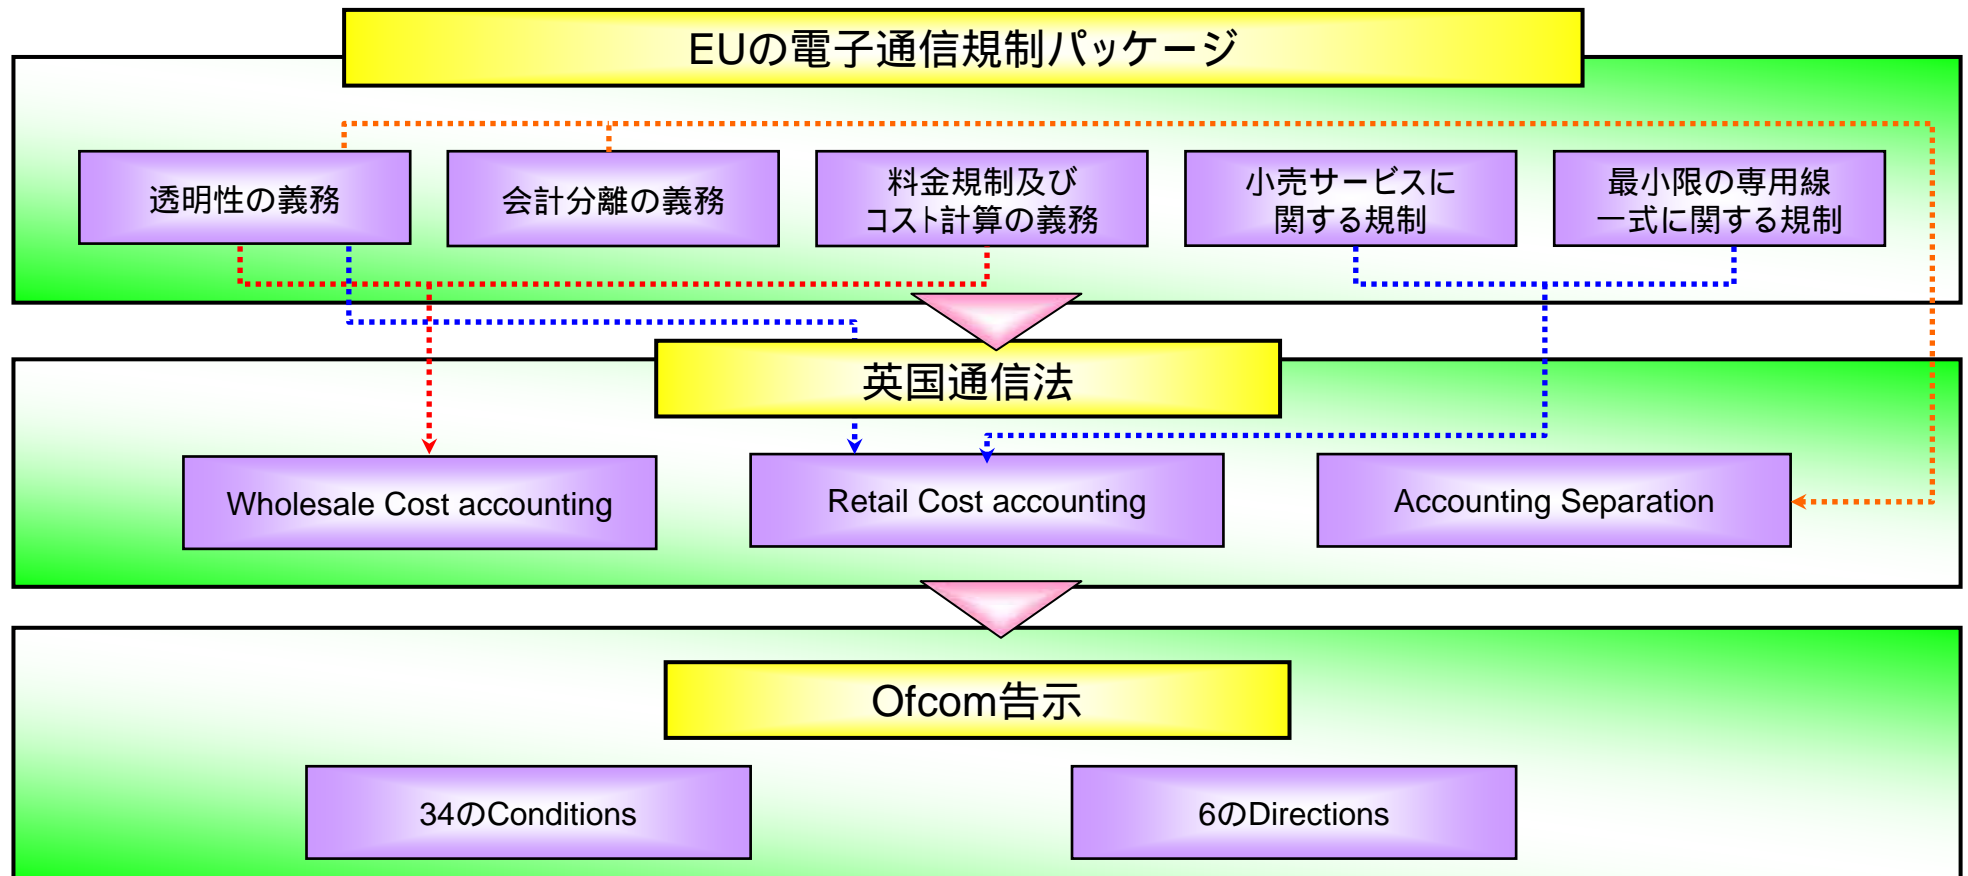 EUの電子通信規制パッケージ
透明性の義務
会計分離の義務
料金規制及び
コスト計算の義務
小売サービスに
関する規制
最小限の専用線
一式に関する規制
英国通信法
Wholesale Cost accounting
Retail Cost accounting
Accounting Separation
Ofcom告示
34のConditions
6のDirections